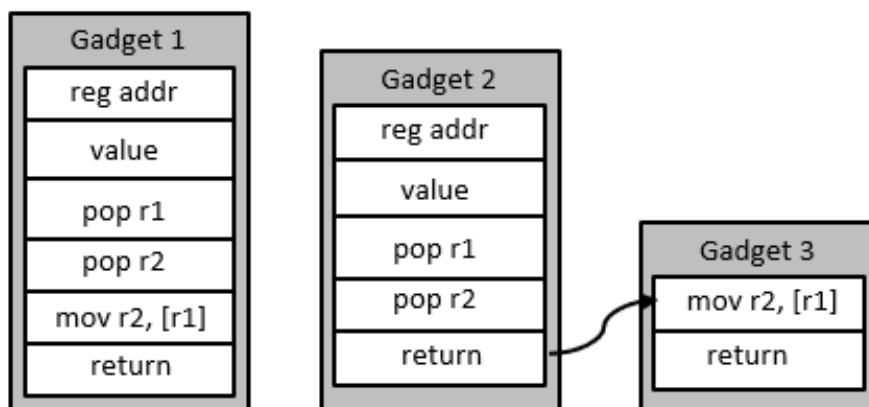 Gadget 1
reg addr
value
pop r1
pop r2
mov r2, [r1]
return
Gadget 2
reg addr
value
pop r1
pop r2
return
Gadget 3
mov r2, [r1]
return